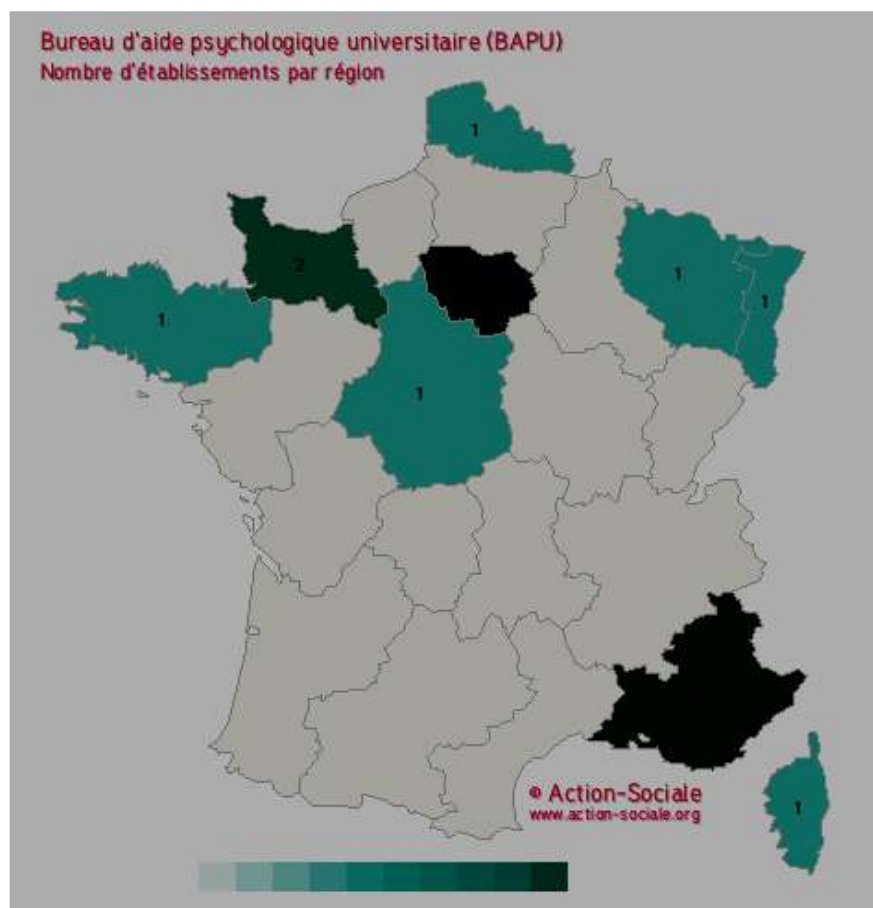 Bureau d'aide psychologique universitaire (BAPU)
Nombre d'établissements par région
1
2
1
1
1
1
1
© Action-Sociale
www.action-sociale.org
1